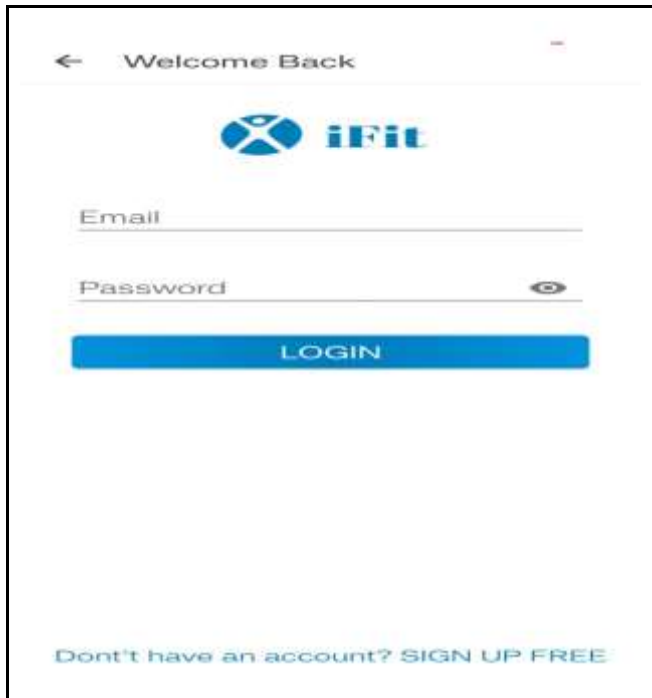 Welcome Back
iFit
Email
Password
LOGIN
Dont't have an account? SIGN UP FREE